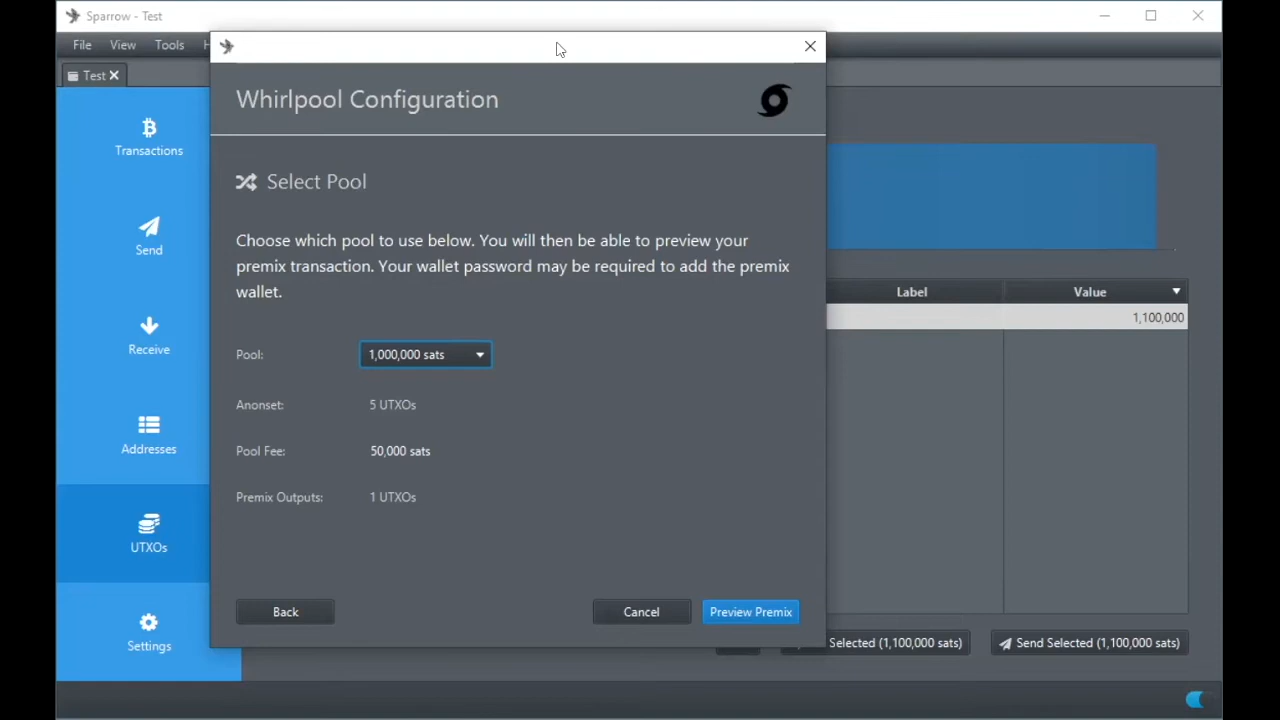 Sparrow - Test
File View Tools H
Test
Whirlpool Configuration
Transactions
Send
Receive
Addresses
UTXOs
Settings
Select Pool
Choose which pool to use below. You will then be able to preview your
premix transaction. Your wallet password may be required to add the premix
wallet.
Pool: 1,000,000 sats
Anonset: 5 UTXOs
Pool Fee: 50,000 sats
Premix Outputs: 1 UTXOs
Back Cancel Preview Premix
Label Value
1,100,000
Selected (1,100,000 sats) Send Selected (1,100,000 sats)